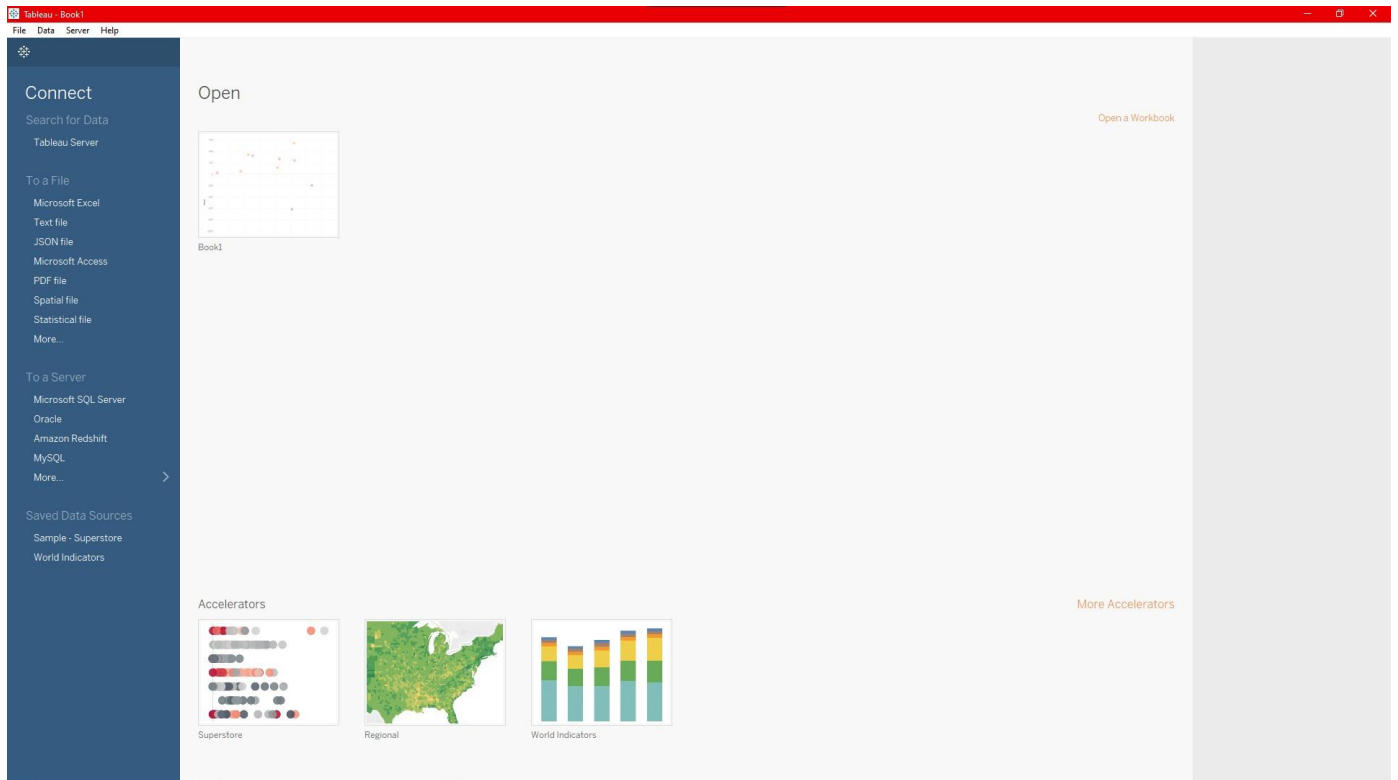 Tableau - Book1
File Data Server Help
Connect
Search for Data
Tableau Server
To a File
Microsoft Excel
Text file
JSON file
Microsoft Access
PDF file
Spatial file
Statistical file
More...
To a Server
Microsoft SQL Server
Oracle
Amazon Redshift
MySQL
More...
Saved Data Sources
Sample - Superstore
World Indicators
Open
Open a Workbook
Book1
Accelerators
More Accelerators
Superstore
Regional
World Indicators